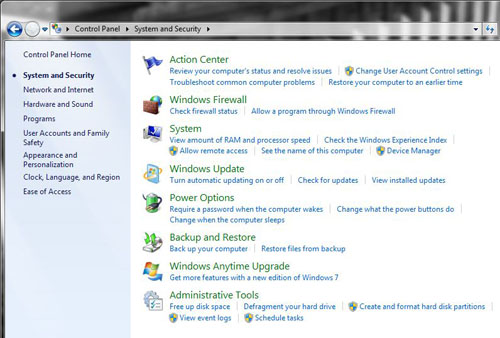 Control Panel ▸ System and Security ▸
Control Panel Home
System and Security
Network and Internet
Hardware and Sound
Programs
User Accounts and Family
Safety
Appearance and
Personalization
Clock, Language, and Region
Ease of Access
Action Center
Review your computer's status and resolve issues
Change User Account Control settings
Troubleshoot common computer problems
Restore your computer to an earlier time
Windows Firewall
Check firewall status
Allow a program through Windows Firewall
System
View amount of RAM and processor speed
Check the Windows Experience Index
Allow remote access
See the name of this computer
Device Manager
Windows Update
Turn automatic updating on or off
Check for updates
View installed updates
Power Options
Require a password when the computer wakes
Change what the power buttons do
Change when the computer sleeps
Backup and Restore
Back up your computer
Restore files from backup
Windows Anytime Upgrade
Get more features with a new edition of Windows 7
Administrative Tools
Free up disk space
Defragment your hard drive
Create and format hard disk partitions
View event logs
Schedule tasks